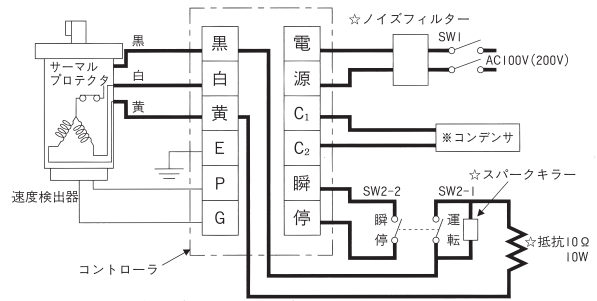 ☆ノイズフィルター
SW1
AC100V(200V)
黒
白
黄
サーマル
プロテクタ
速度検出器
黒
白
黄
E
P
G
電
源
C1
C2
瞬
停
※コンデンサ
☆スパークキラー
SW2-2
SW2-1
瞬
停
運
転
☆抵抗10Ω
10W
コントローラ